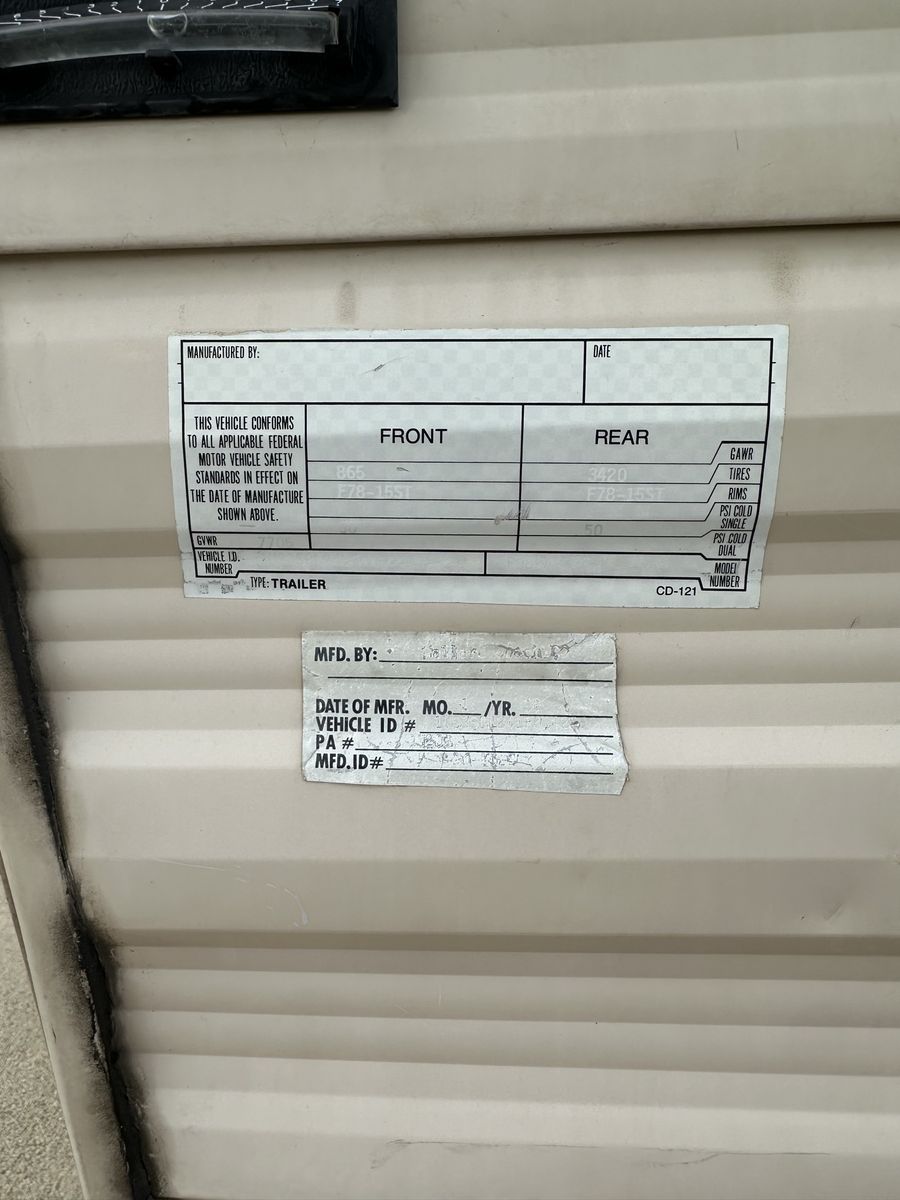 MANUFACTURED BY:
DATE
THIS VEHICLE CONFORMS
TO ALL APPLICABLE FEDERAL
MOTOR VEHICLE SAFETY
STANDARDS IN EFFECT ON
THE DATE OF MANUFACTURE
SHOWN ABOVE.
FRONT
REAR
GAWR
865
3420
TIRES
F78-15ST
F78-15ST
RIMS
PSI COLD
SINGLE
50
PSI COLD
DUAL
GVWR
VEHICLE I.D.
NUMBER
MODEL
NUMBER
TYPE: TRAILER
CD-121
MFD. BY:
DATE OF MFR. MO. /YR.
VEHICLE ID #
PA #
MFD. ID#